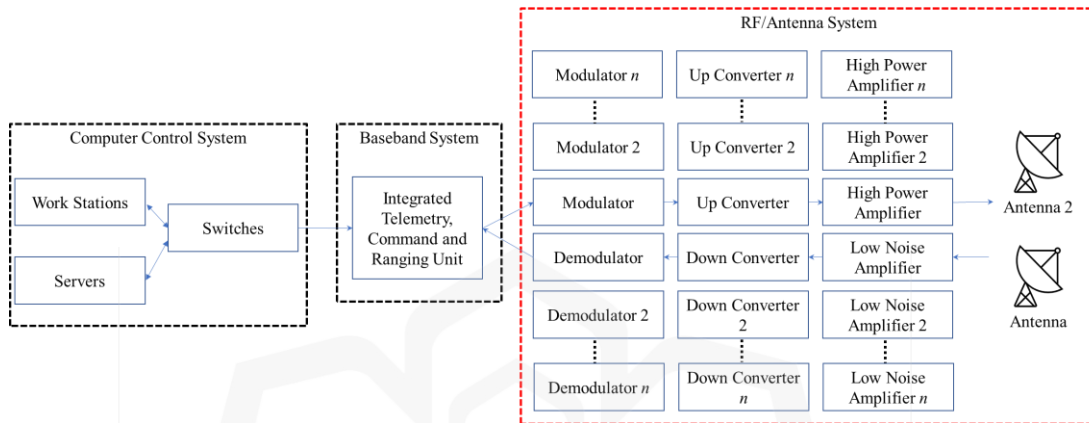 RF/Antenna System
Modulator n
Up Converter n
High Power
Amplifier n
Computer Control System
Baseband System
Modulator 2
Up Converter 2
High Power
Amplifier 2
Work Stations
Switches
Servers
Integrated
Telemetry,
Command and
Ranging Unit
Modulator
Up Converter
High Power
Amplifier
Antenna 2
Demodulator
Down Converter
Low Noise
Amplifier
Antenna
Demodulator 2
Down Converter
2
Low Noise
Amplifier 2
Demodulator n
Down Converter
n
Low Noise
Amplifier n